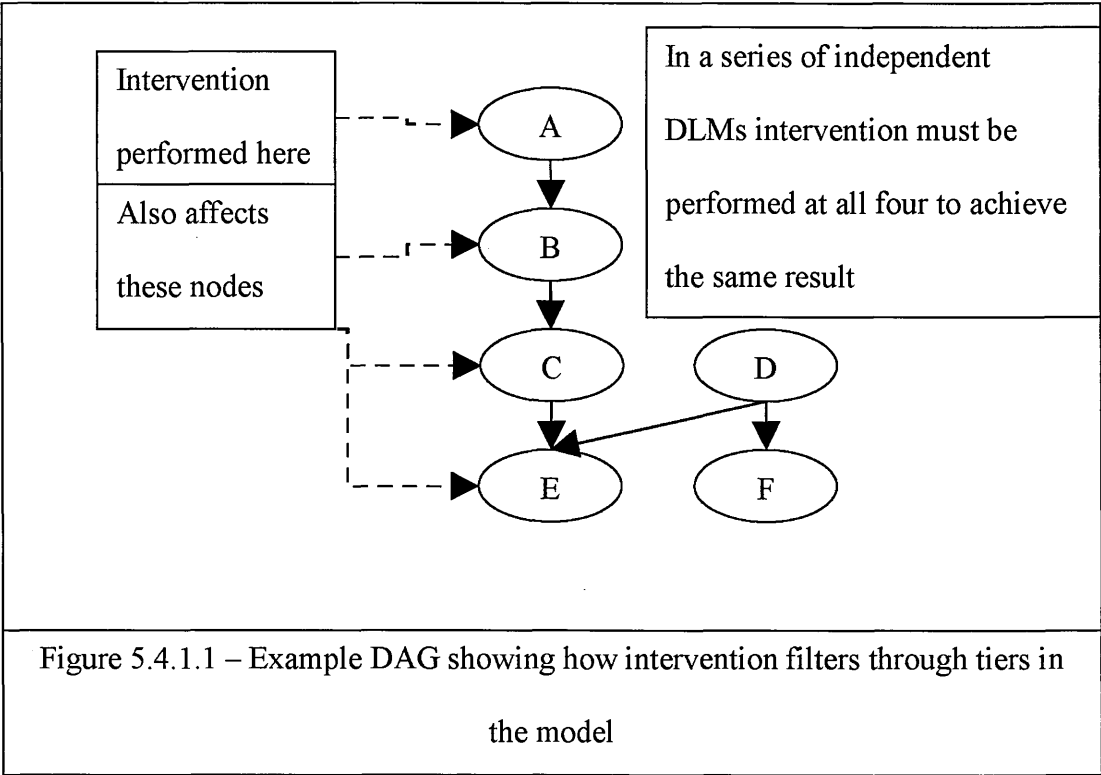 Intervention
performed here
Also affects
these nodes
In a series of independent
DLMs intervention must be
performed at all four to achieve
the same result
A
B
C
D
E
F
Figure 5.4.1.1 – Example DAG showing how intervention filters through tiers in
the model